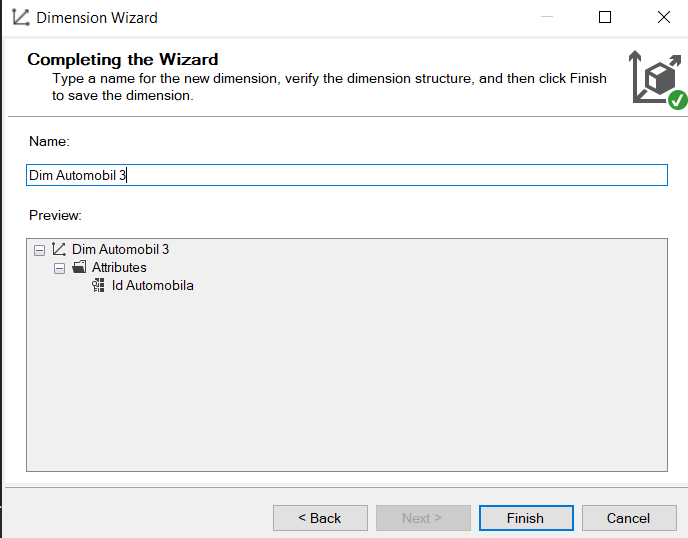 Dimension Wizard
Completing the Wizard
Type a name for the new dimension, verify the dimension structure, and then click Finish
to save the dimension.
Name:
Dim Automobil 3
Preview:
Dim Automobil 3
Attributes
Id Automobila
< Back
Next >
Finish
Cancel